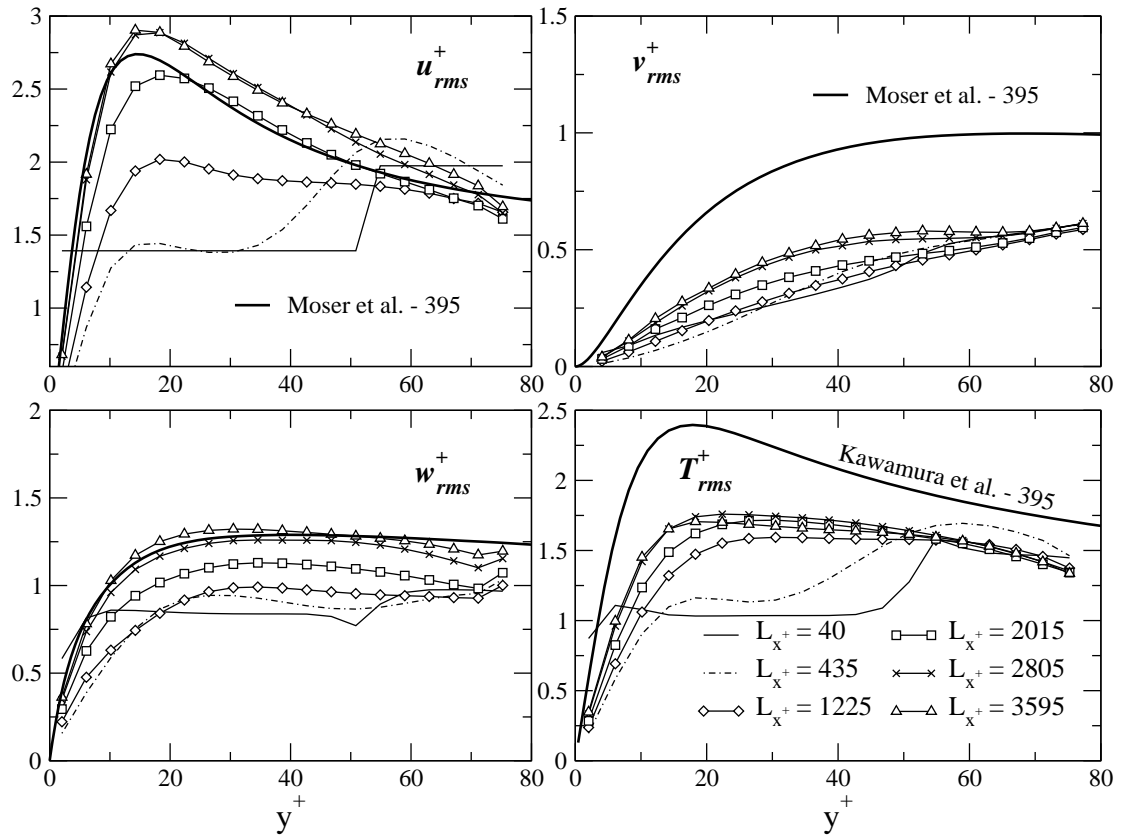 3
2.5
2
1.5
1
0 20 40 60 80
u+rms
Moser et al. - 395
1.5
1
0.5
0
0 20 40 60 80
v+rms
Moser et al. - 395
2
1.5
1
0.5
0
0 20 40 60 80
w+rms
y+
2.5
2
1.5
1
0.5
0
0 20 40 60 80
T+rms
Kawamura et al. - 395
Lx+ = 40
Lx+ = 435
Lx+ = 1225
Lx+ = 2015
Lx+ = 2805
Lx+ = 3595
y+